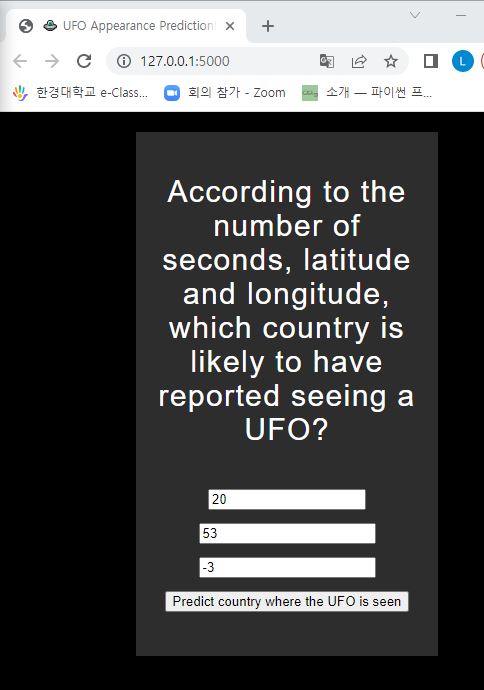 UFO Appearance Prediction!
127.0.0.1:5000
한경대학교 e-Class...
회의 참가 - Zoom
소개 — 파이썬 프...
L
According to the
number of
seconds, latitude
and longitude,
which country is
likely to have
reported seeing a
UFO?
20
53
-3
Predict country where the UFO is seen